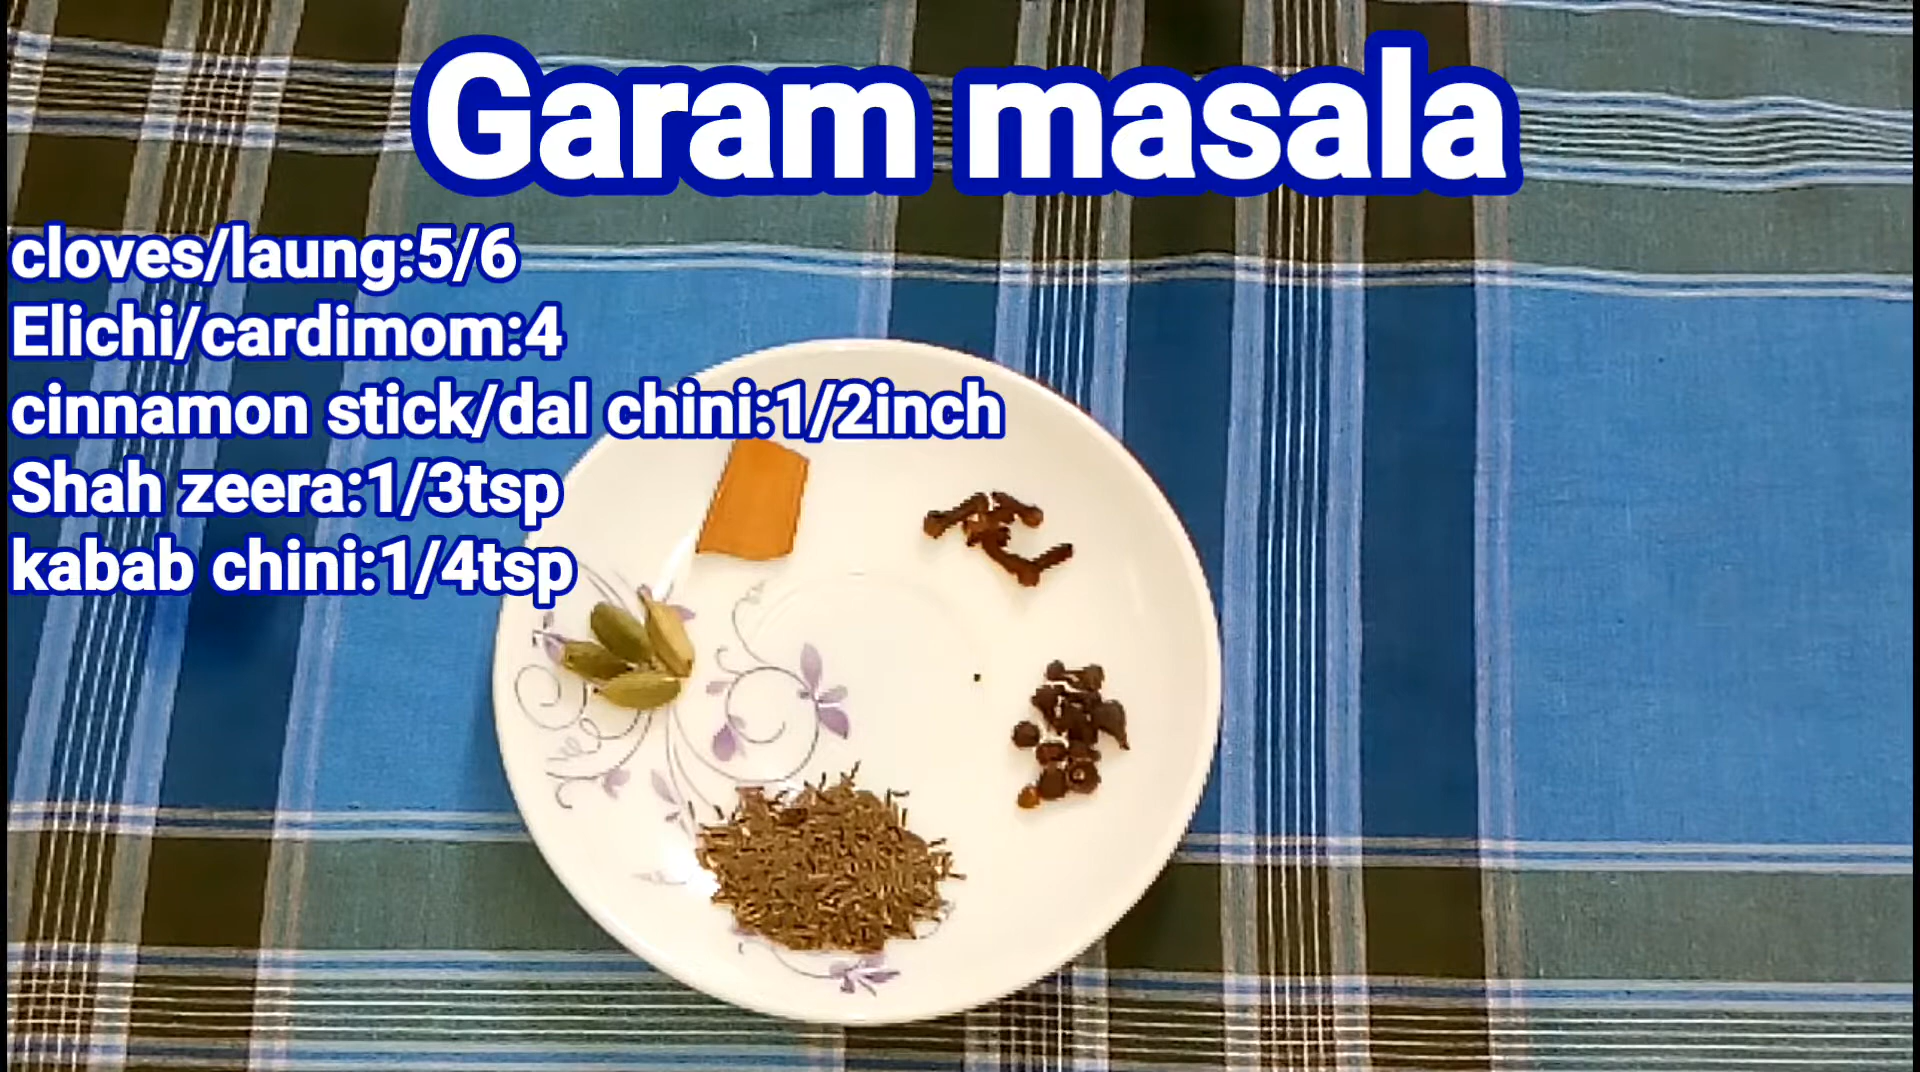 Garam masala
cloves/laung:5/6
Elichi/cardimom:4
cinnamon stick/dal chini:1/2inch
Shah zeera:1/3tsp
kabab chini:1/4tsp